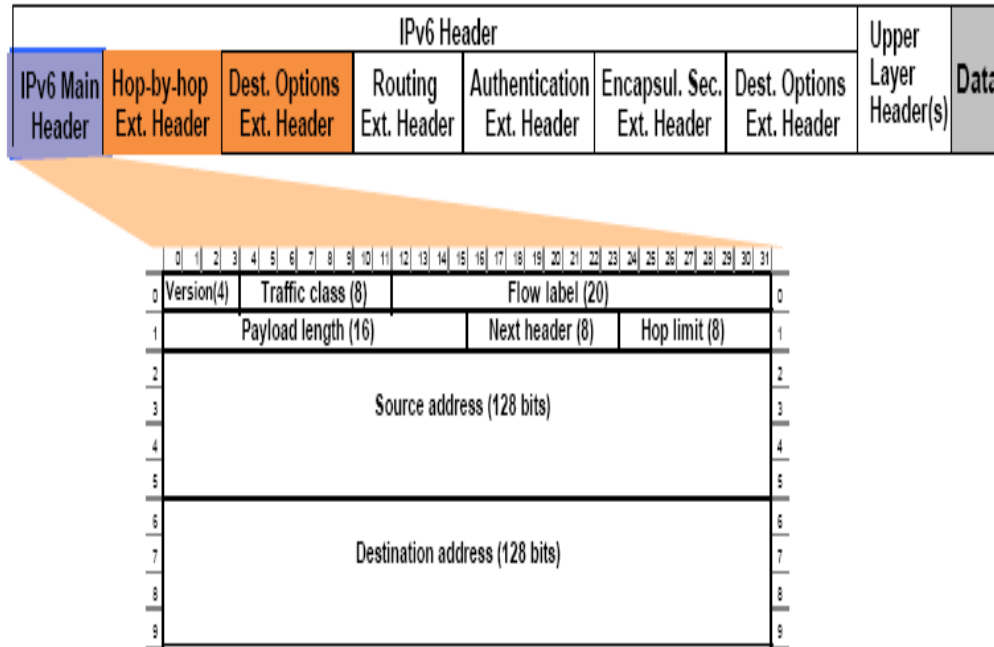 IPv6 Header
IPv6 Main Header
Hop-by-hop Ext. Header
Dest. Options Ext. Header
Routing Ext. Header
Authentication Ext. Header
Encapsul. Sec. Ext. Header
Dest. Options Ext. Header
Upper Layer Header(s)
Data
0 1 2 3 4 5 6 7 8 9 10 11 12 13 14 15 16 17 18 19 20 21 22 23 24 25 26 27 28 29 30 31
0 Version(4) Traffic class (8) Flow label (20) 0
1 Payload length (16) Next header (8) Hop limit (8) 1
2 2
3 Source address (128 bits) 3
4 4
5 5
6 6
7 Destination address (128 bits) 7
8 8
9 9